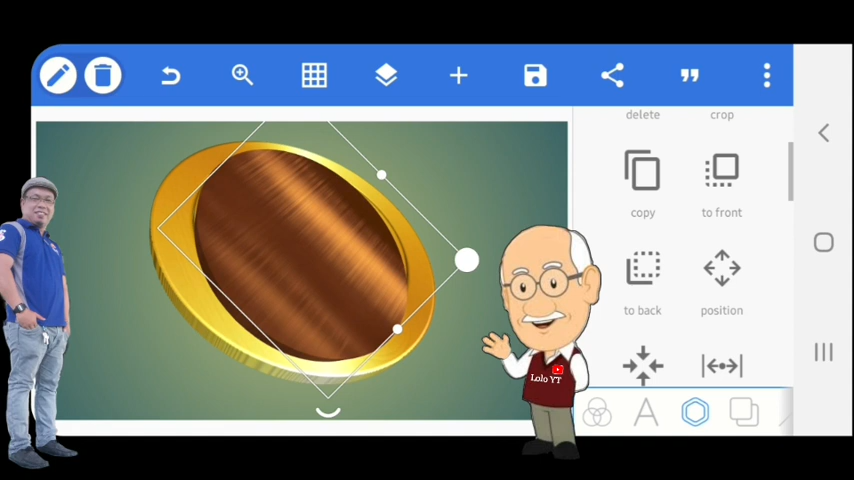 delete
crop
copy
to front
to back
position
Lolo YT